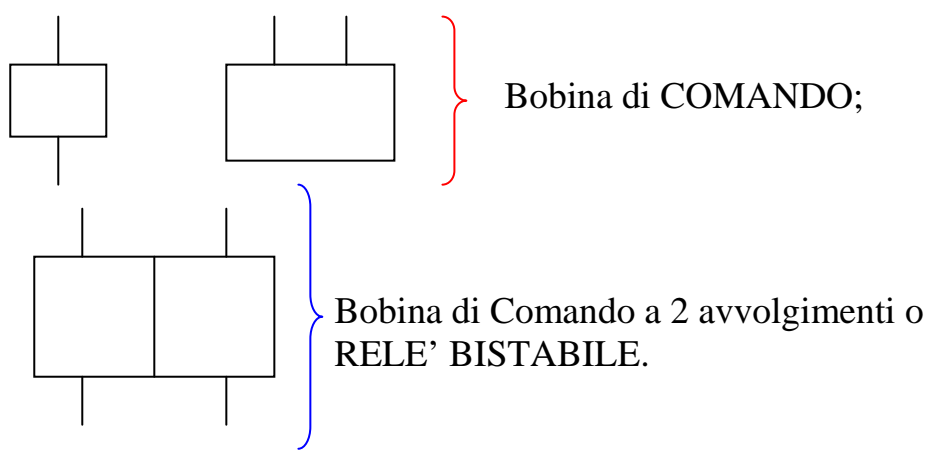 Bobina di COMANDO;
Bobina di Comando a 2 avvolgimenti o
RELE’ BISTABILE.